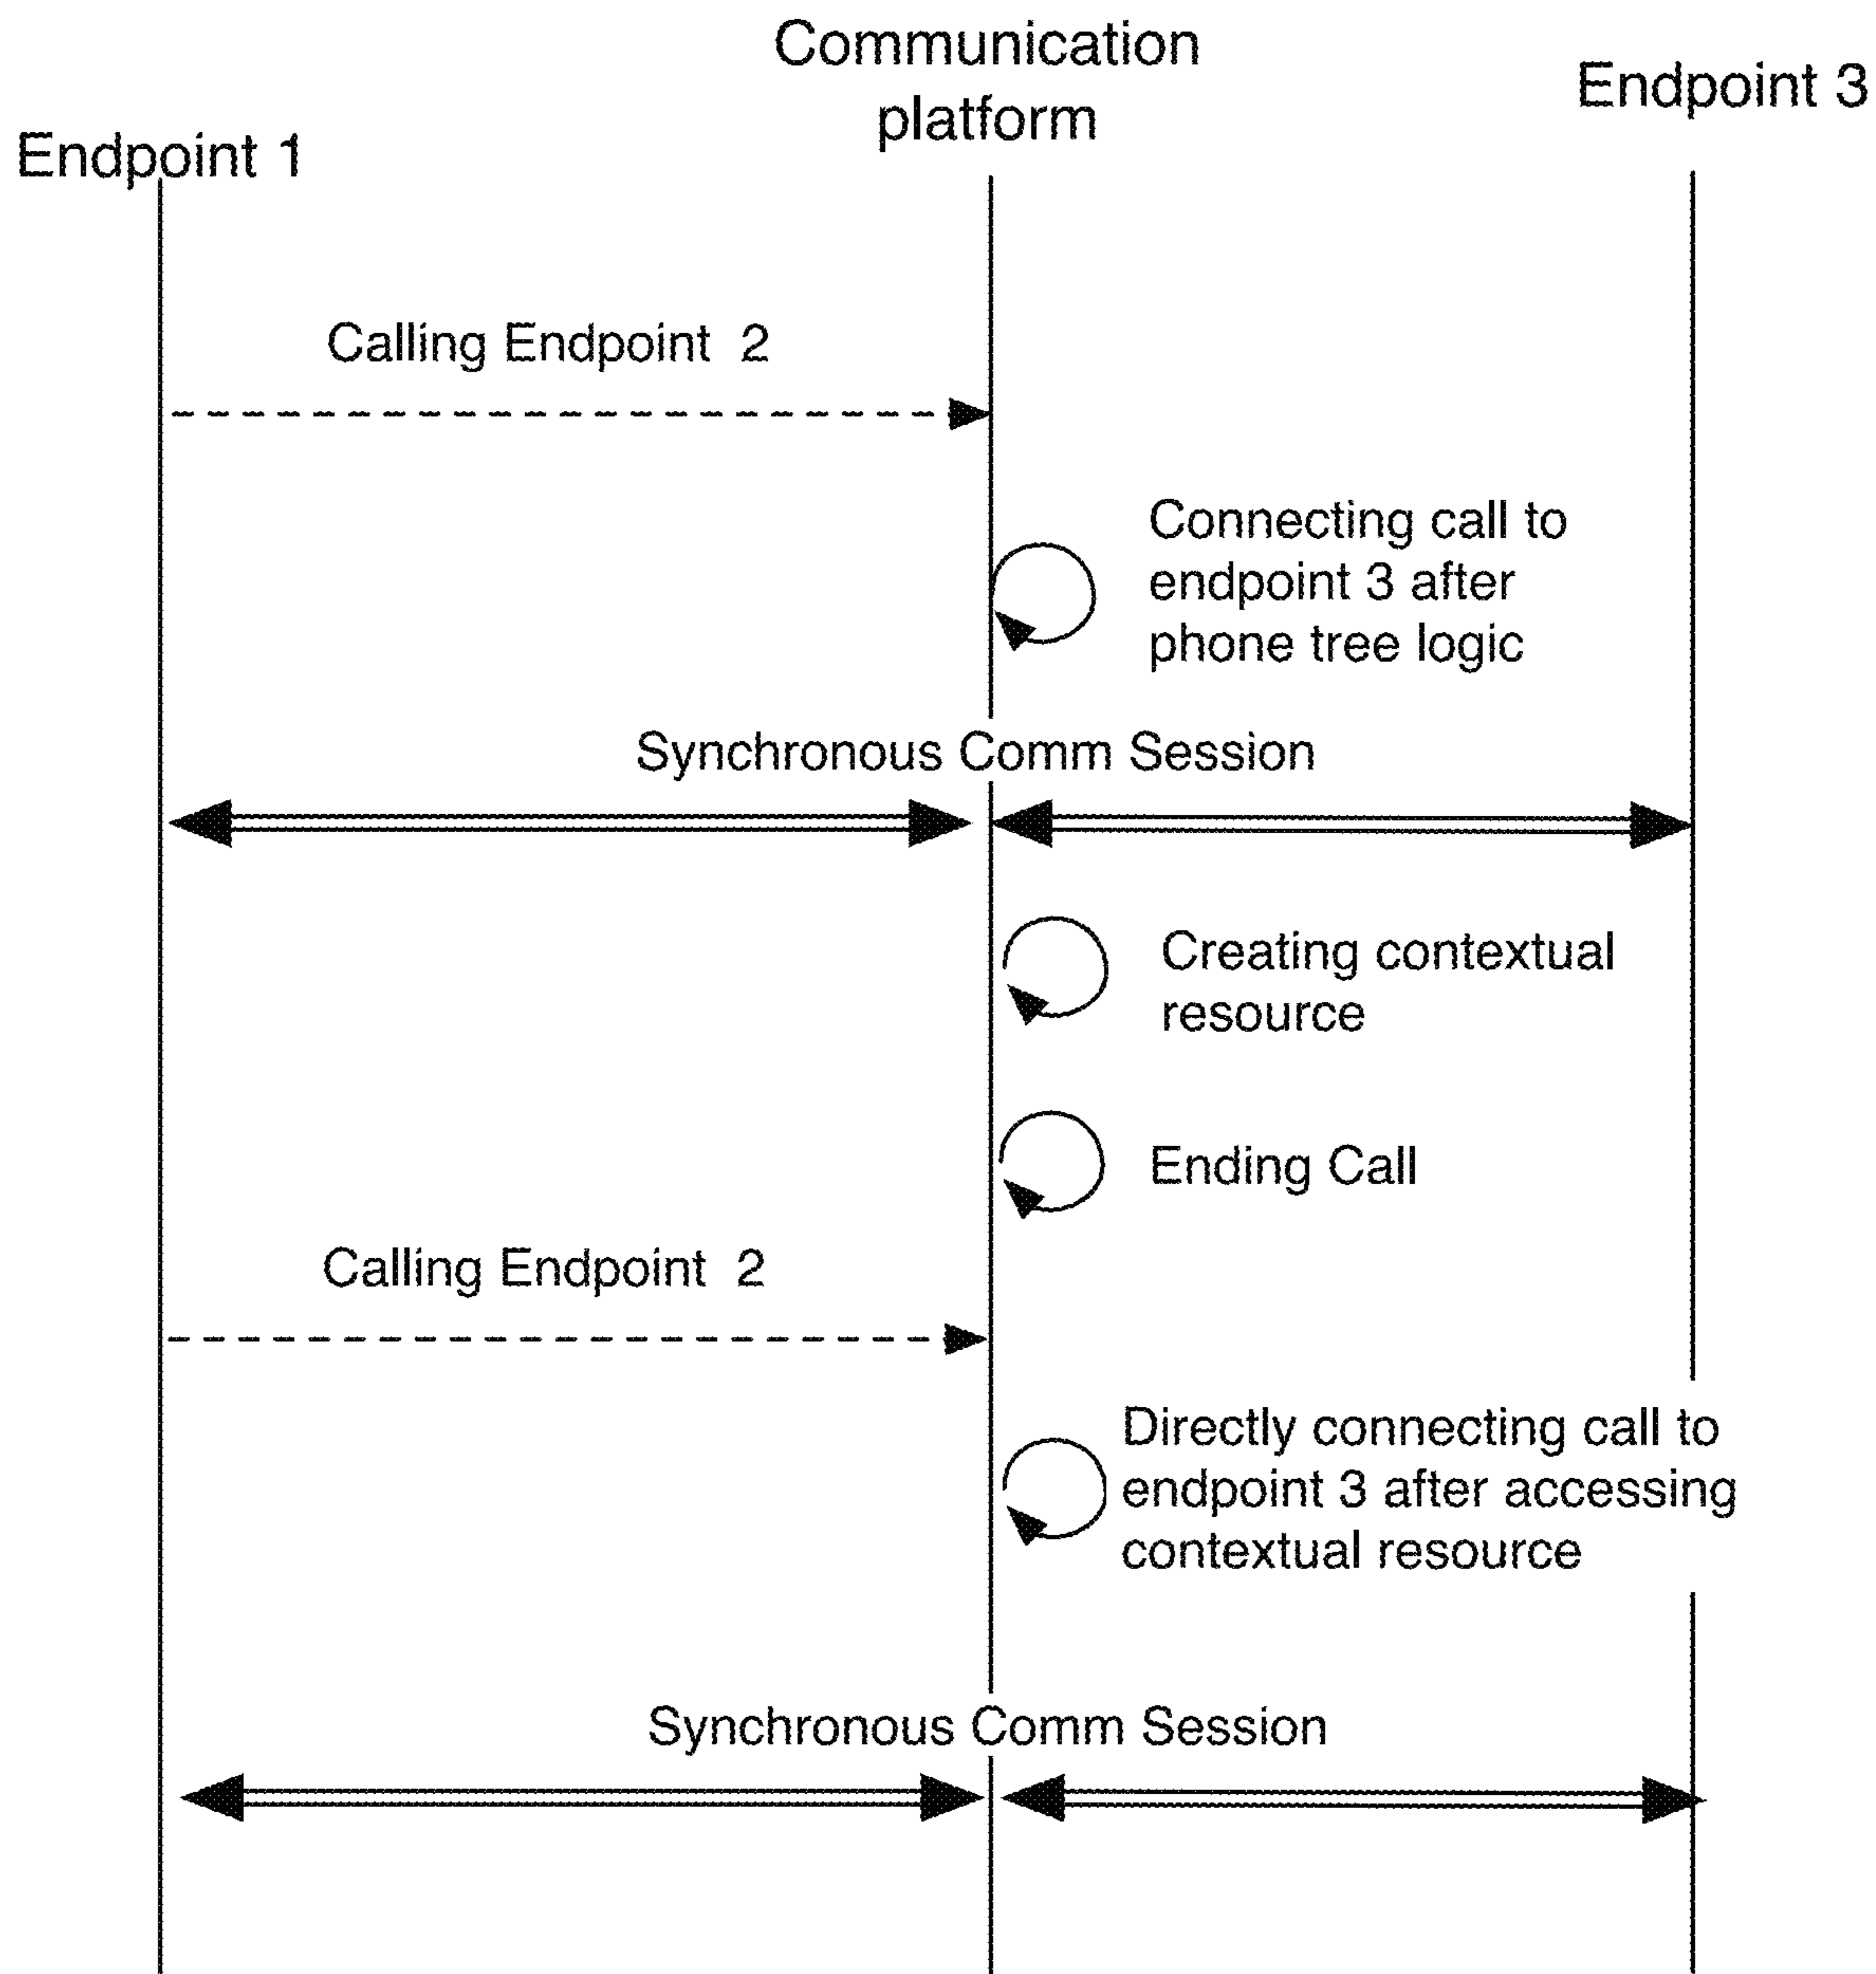 Communication
platform
Endpoint 3
Endpoint 1
Calling Endpoint 2
Connecting call to
endpoint 3 after
phone tree logic
Synchronous Comm Session
Creating contextual
resource
Ending Call
Calling Endpoint 2
Directly connecting call to
endpoint 3 after accessing
contextual resource
Synchronous Comm Session